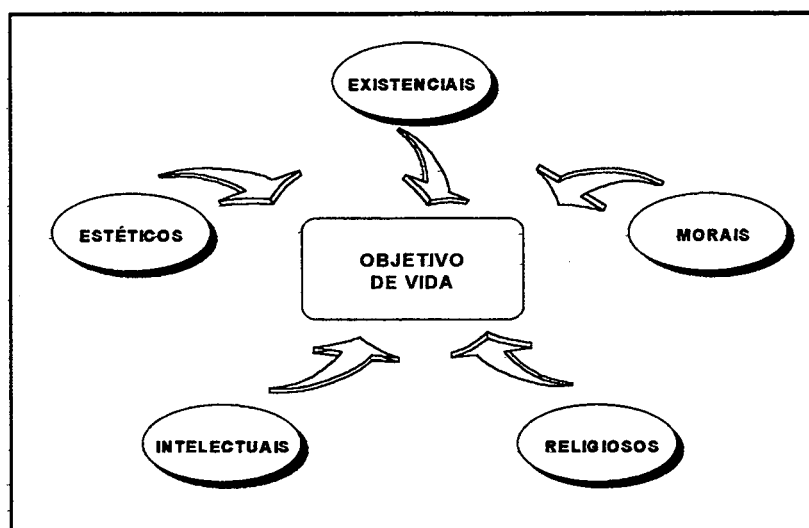 EXISTENCIAIS
ESTÉTICOS
MORAIS
OBJETIVO
DE VIDA
INTELECTUAIS
RELIGIOSOS